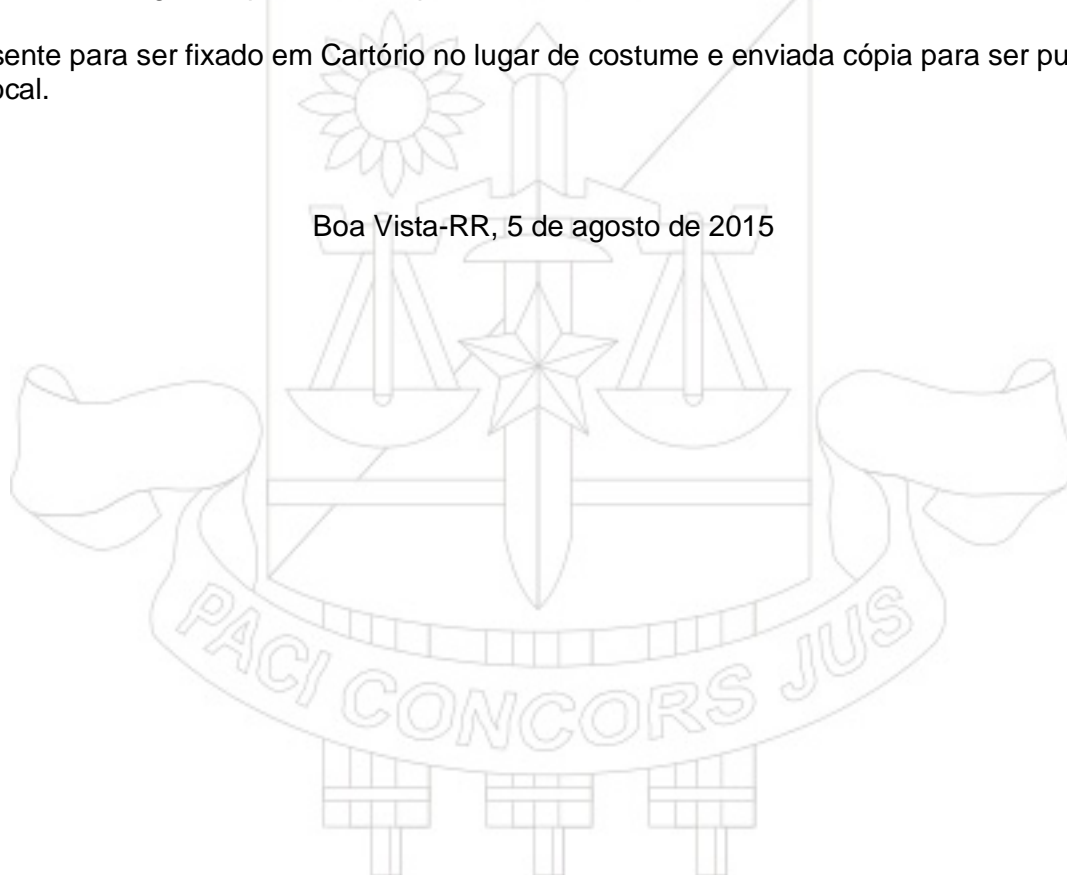 sente para ser fixado em Cartório no lugar de costume e enviada cópia para ser pu
ocal.
Boa Vista-RR, 5 de agosto de 2015
PACI CONCORS JUS